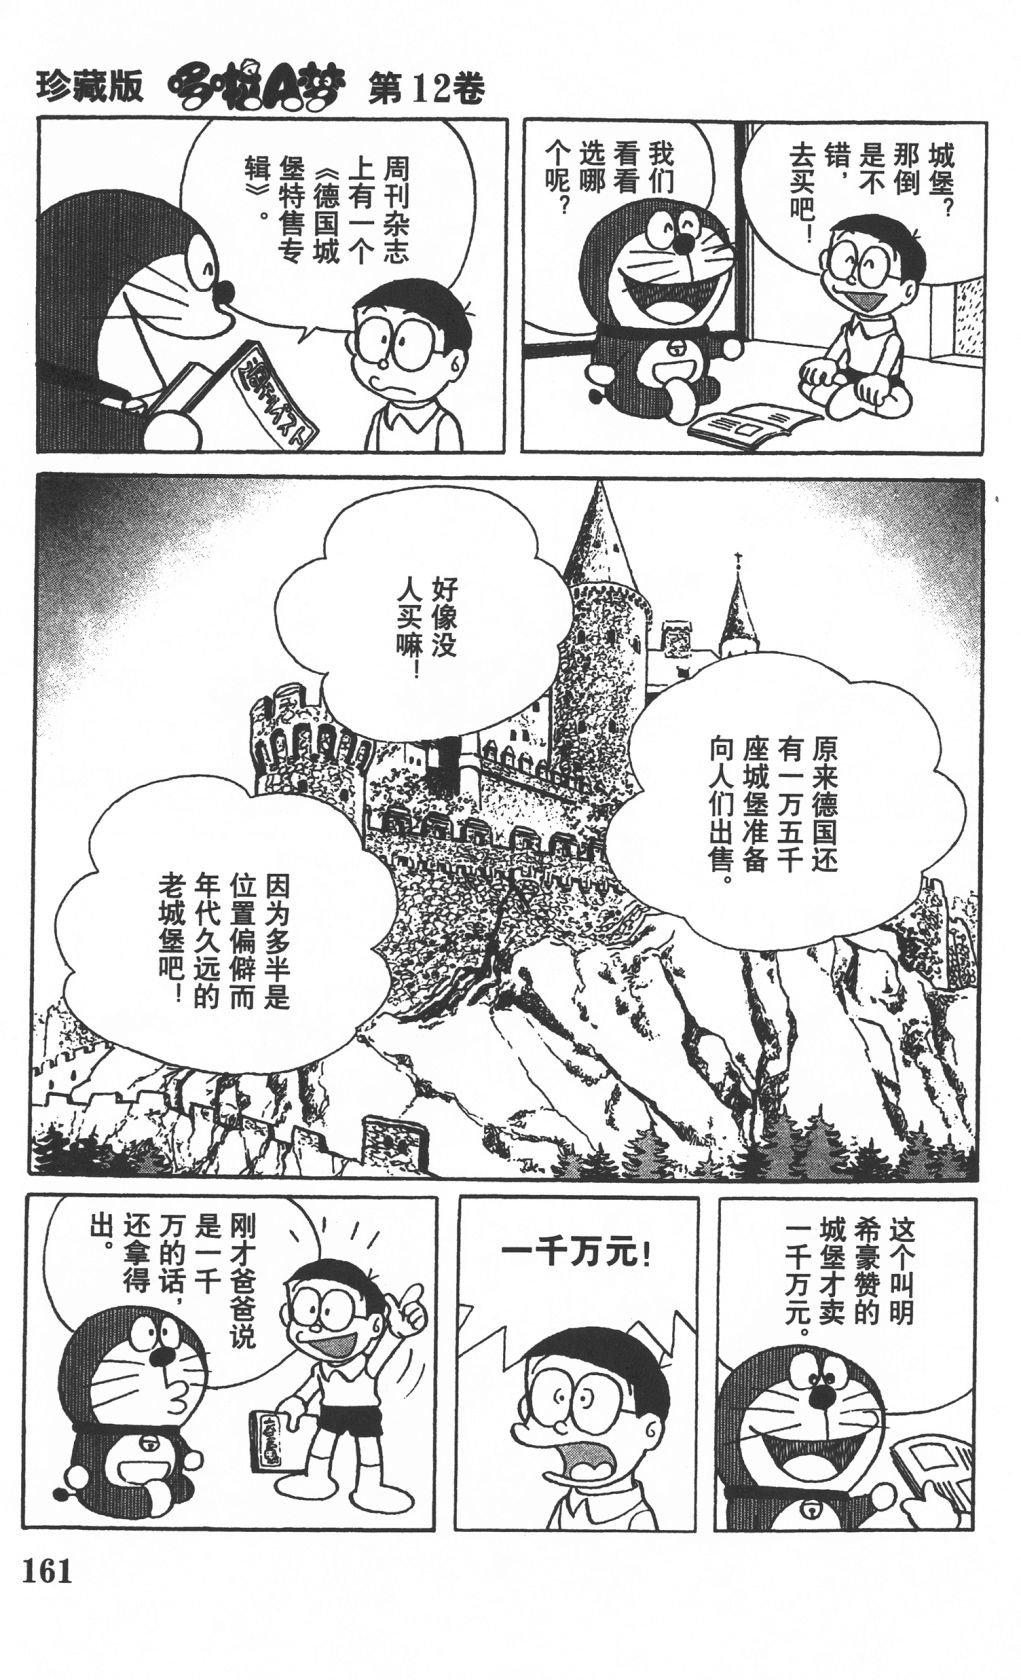 珍藏版 哆啦A梦 第12卷
城堡？
那倒
是不
错，
去买吧！
我们
看看
选哪
个呢？
周刊杂志
上有一个
《德国城
堡特售专
辑》。
原来德国还
有一万五千
座城堡准备
向人们出售。
好像没
人买嘛！
因为多半是
位置偏僻而
年代久远的
老城堡吧！
这个叫明
希豪赞的
城堡才卖
一千万元。
一千万元！
刚才爸爸说
是一千
万的话，
还拿得
出。
161